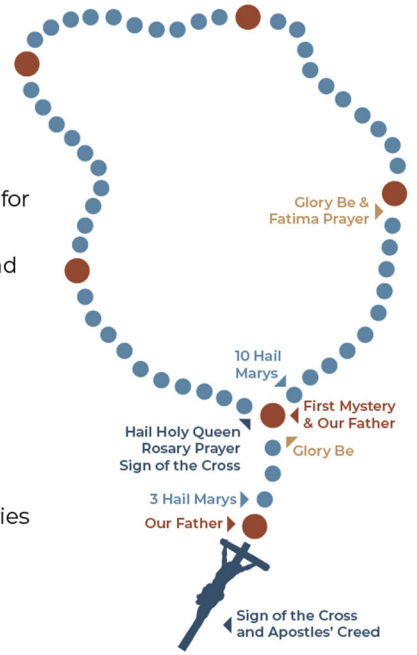 for
Glory Be &
Fatima Prayer
nd
10 Hail
Marys
First Mystery
& Our Father
Hail Holy Queen
Rosary Prayer
Sign of the Cross
Glory Be
3 Hail Marys
ies
Our Father
Sign of the Cross
and Apostles' Creed